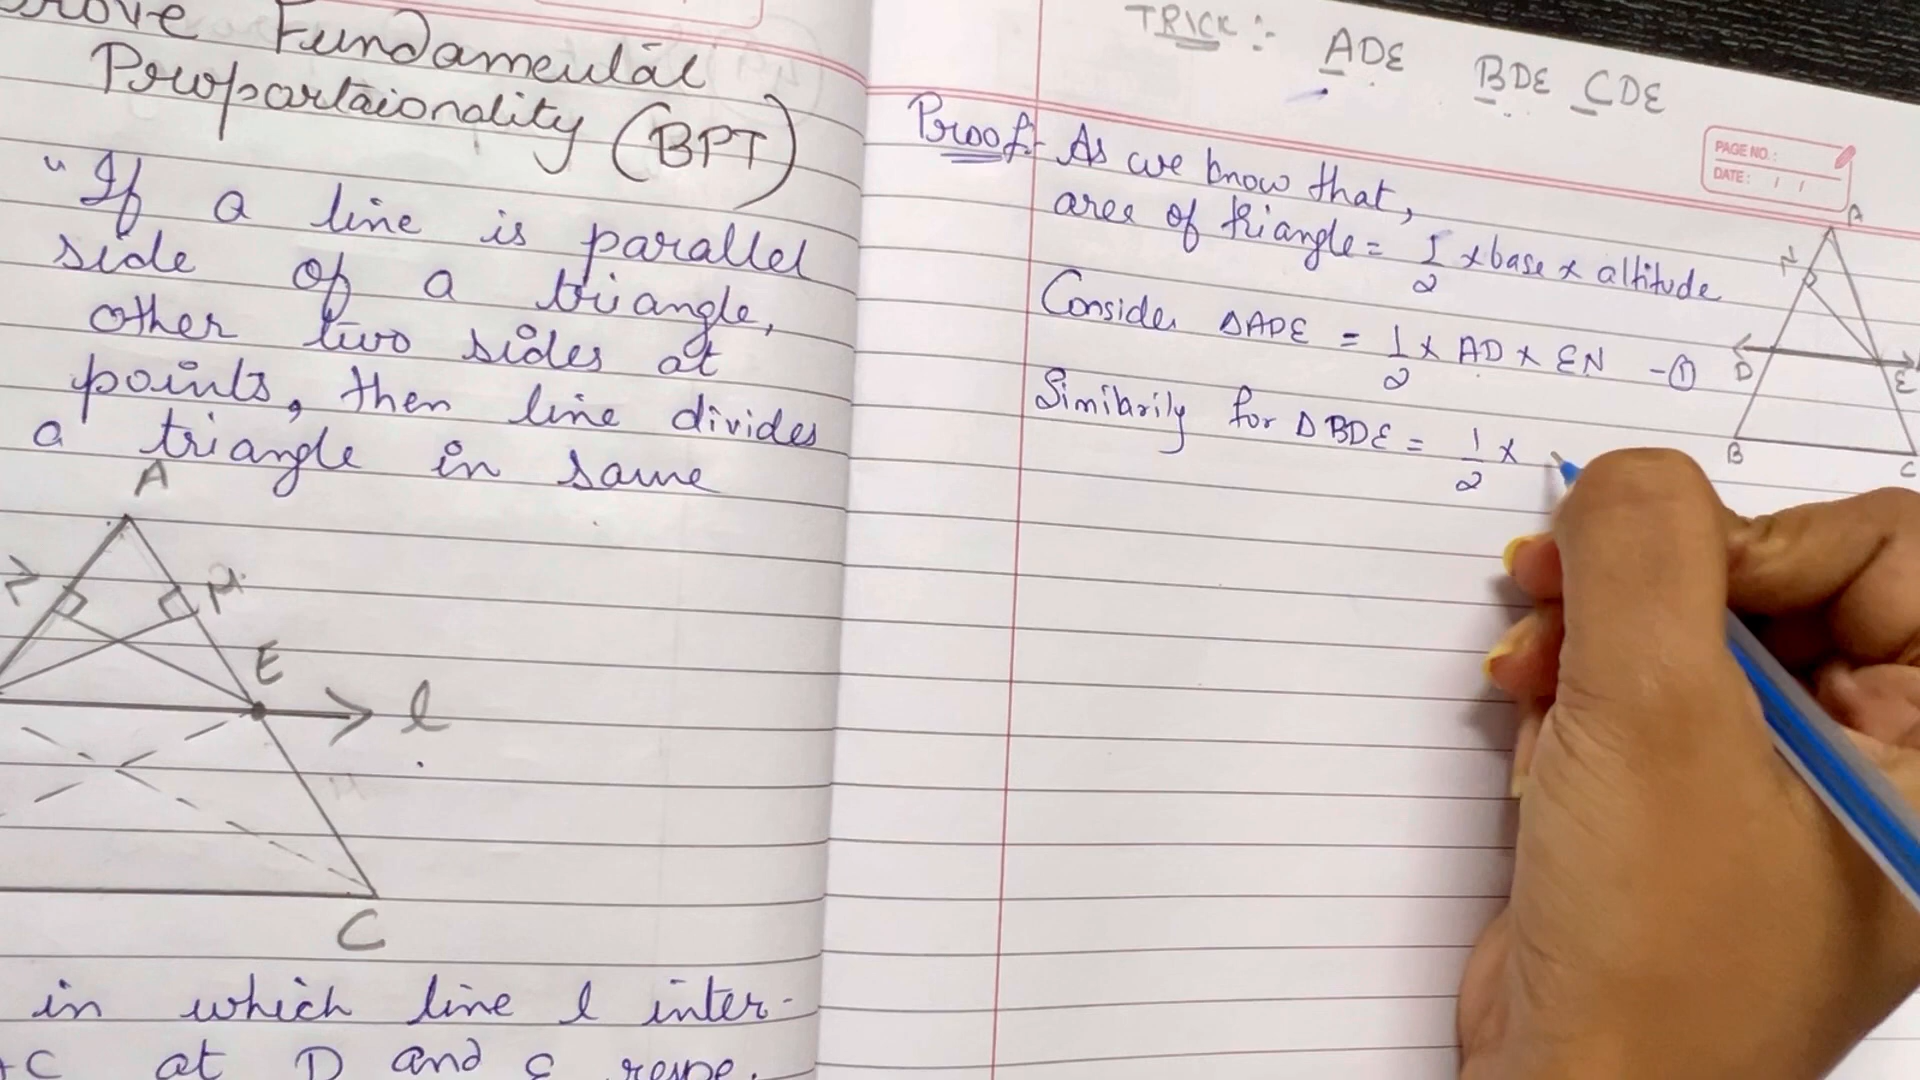 Prove Fundamental
Propartaionality (BPT)
"If a line is parallel
side of a triangle,
other two sides at
points, then line divides
a triangle in same
A
N
M
E
l
C
in which line l inter-
C at D and E respe.
TRICK :- ADE BDE CDE
Proof:- As we know that,
area of triangle = 1/2 x base x altitude
Consider ΔADE = 1/2 x AD x EN - ①
Similarily for ΔBDE = 1/2 x
PAGE NO.:
DATE: / /
A
N
D
E
B
C